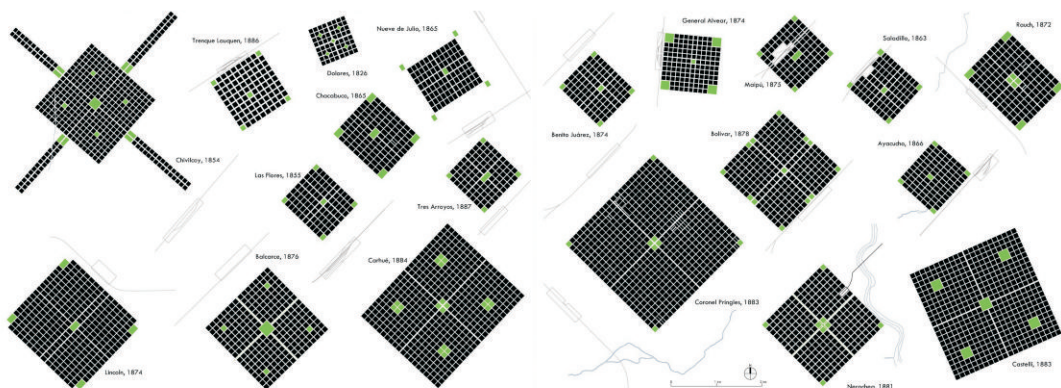 Trenque Lauquen, 1886
Dolores, 1826
Nueve de Julio, 1865
Chacabuco, 1865
Chivilcoy, 1854
Las Flores, 1855
Tres Arroyos, 1887
Balcarce, 1876
Carhué, 1884
Lincoln, 1874
General Alvear, 1874
Maipú, 1875
Saladillo, 1863
Rauch, 1872
Benito Juárez, 1874
Bolívar, 1878
Ayacucho, 1866
Coronel Pringles, 1883
Necochea, 1881
Castelli, 1883